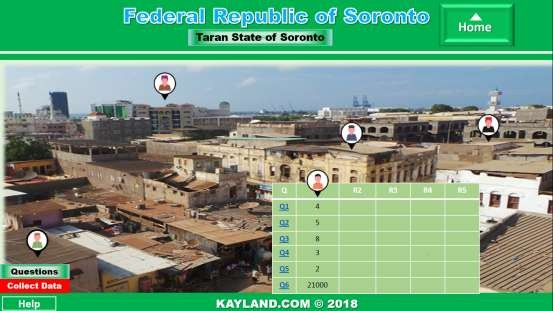 Federal Republic of Soronto
Taran State of Soronto
Home
Q R2 R3 R4 R5
Q1 4
Q2 5
Q3 8
Q4 3
Q5 2
Q6 21000
Questions
Collect Data
Help
KAYLAND.COM © 2018